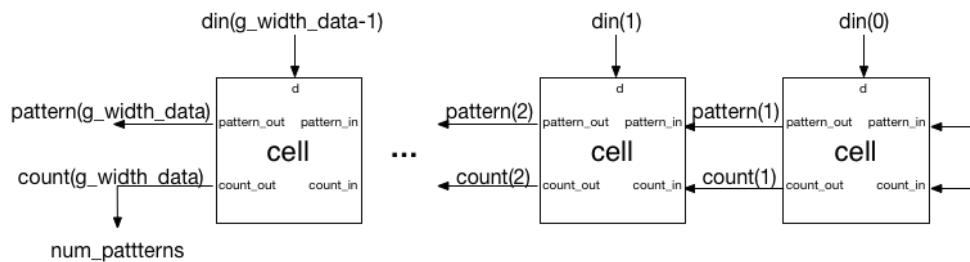 din(g_width_data-1) din(1) din(0)
d d d
pattern(g_width_data) pattern(2) pattern(1)
pattern_out pattern_in pattern_out pattern_in pattern_out pattern_in
cell ... cell cell
count(g_width_data) count(2) count(1)
count_out count_in count_out count_in count_out count_in
num_pattterns